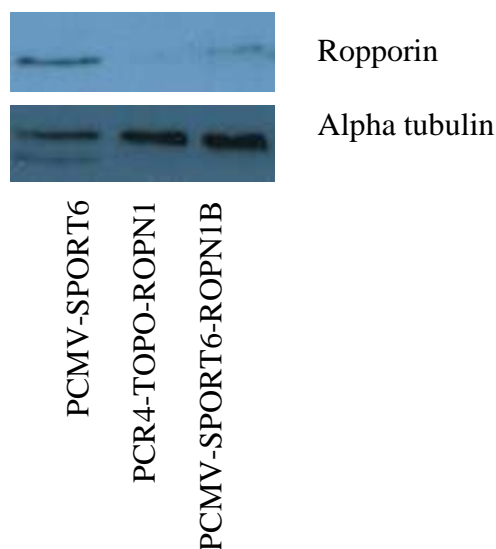 Ropporin
Alpha tubulin
PCMV-SPORT6
PCR4-TOPO-ROPN1
PCMV-SPORT6-ROPN1B